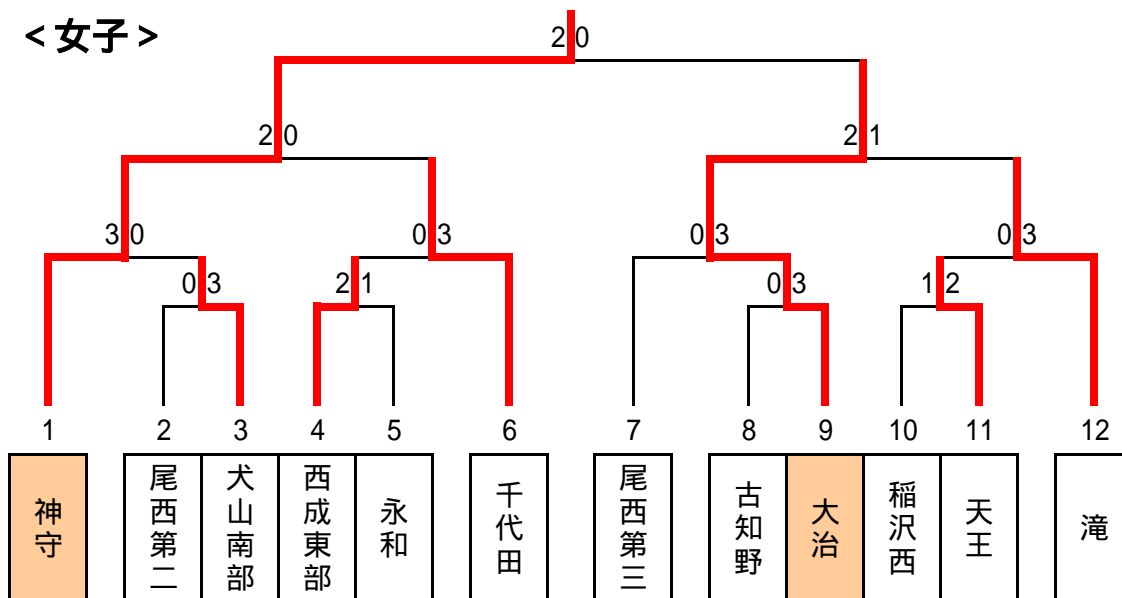 <女子>
2 0
2 0
2 1
3 0
0 3
0 3
0 3
0 3
2 1
0 3
1 2
1 2 3 4 5 6 7 8 9 10 11 12
神守
尾西第二
犬山南部
西成東部
永和
千代田
尾西第三
古知野
大治
稲沢西
天王
滝